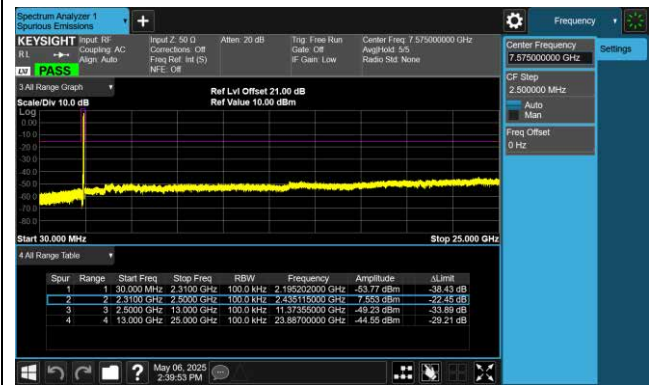 Spectrum Analyzer 1
Spurious Emissions
Frequency
KEYSIGHT Input: RF
R L
Coupling: AC
Align: Auto
LXI PASS
Input Z: 50 Ω
Corrections: Off
Freq Ref: Int (S)
NFE: Off
Atten: 20 dB
Trig: Free Run
Gate: Off
IF Gain: Low
Center Freq: 7.575000000 GHz
Avg|Hold: 5/5
Radio Std: None
Center Frequency
7.575000000 GHz
Settings
CF Step
2.500000 MHz
Auto
Man
Freq Offset
0 Hz
3 All Range Graph
Scale/Div 10.0 dB
Ref Lvl Offset 21.00 dB
Ref Value 10.00 dBm
Log
0.00
-10.0
-20.0
-30.0
-40.0
-50.0
-60.0
-70.0
-80.0
Start 30.000 MHz
Stop 25.000 GHz
4 All Range Table
Spur Range Start Freq Stop Freq RBW Frequency Amplitude ΔLimit
1 1 30.000 MHz 2.3100 GHz 100.0 kHz 2.195202000 GHz -53.77 dBm -38.43 dB
2 2 2.3100 GHz 2.5000 GHz 100.0 kHz 2.435115000 GHz 7.553 dBm -22.45 dB
3 3 2.5000 GHz 13.000 GHz 100.0 kHz 11.37355000 GHz -49.23 dBm -33.89 dB
4 4 13.000 GHz 25.000 GHz 100.0 kHz 23.88700000 GHz -44.55 dBm -29.21 dB
May 06, 2025
2:39:53 PM